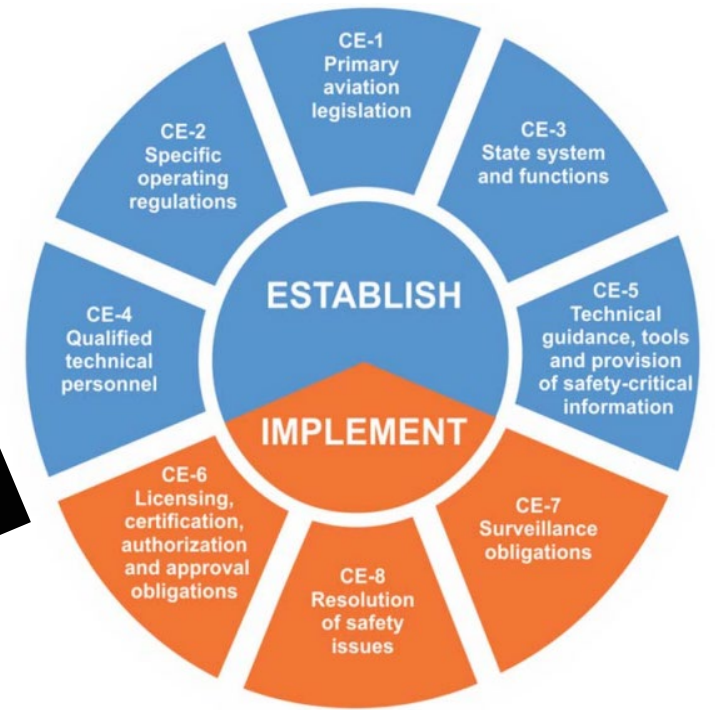 CE-1
Primary
aviation
legislation
CE-2
Specific
operating
regulations
CE-3
State system
and functions
ESTABLISH
CE-4
Qualified
technical
personnel
CE-5
Technical
guidance, tools
and provision
of safety-critical
information
IMPLEMENT
CE-6
Licensing,
certification,
authorization
and approval
obligations
CE-7
Surveillance
obligations
CE-8
Resolution
of safety
issues